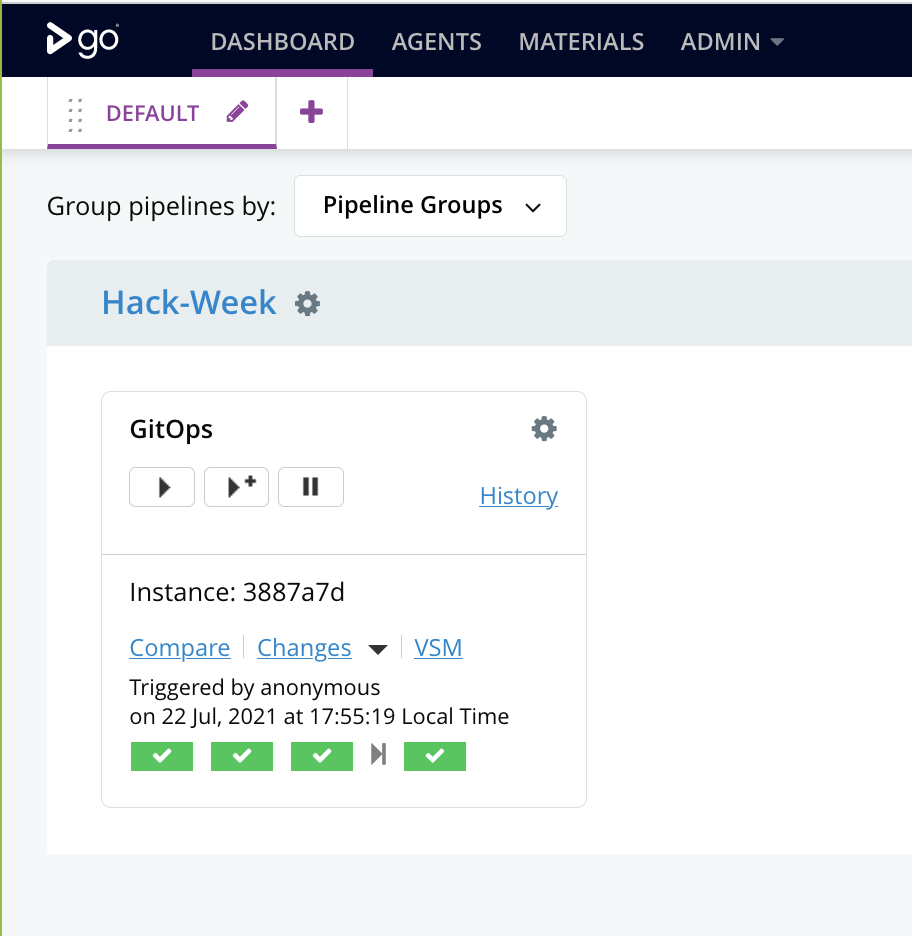 go DASHBOARD AGENTS MATERIALS ADMIN
DEFAULT
Group pipelines by: Pipeline Groups
Hack-Week
GitOps
History
Instance: 3887a7d
Compare Changes VSM
Triggered by anonymous
on 22 Jul, 2021 at 17:55:19 Local Time